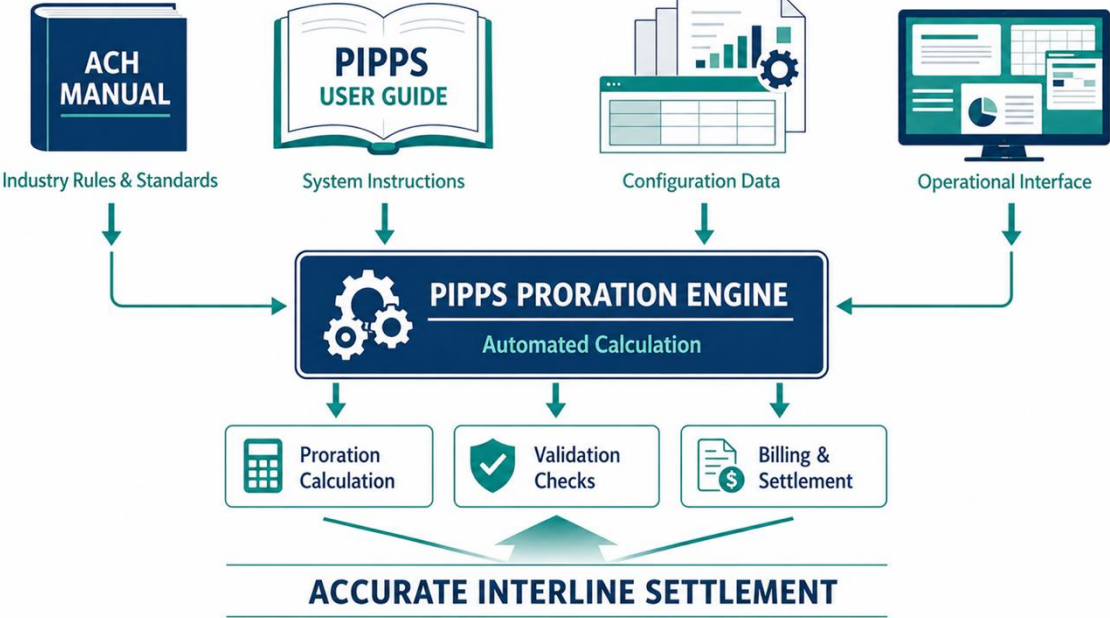 ACH
MANUAL
PIPPS
USER GUIDE
Industry Rules & Standards
System Instructions
Configuration Data
Operational Interface
PIPPS PRORATION ENGINE
Automated Calculation
Proration
Calculation
Validation
Checks
Billing &
Settlement
$
ACCURATE INTERLINE SETTLEMENT